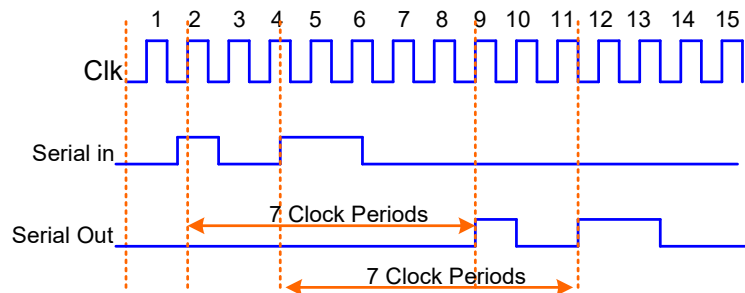 1 2 3 4 5 6 7 8 9 10 11 12 13 14 15
Clk
Serial in
7 Clock Periods
Serial Out
7 Clock Periods